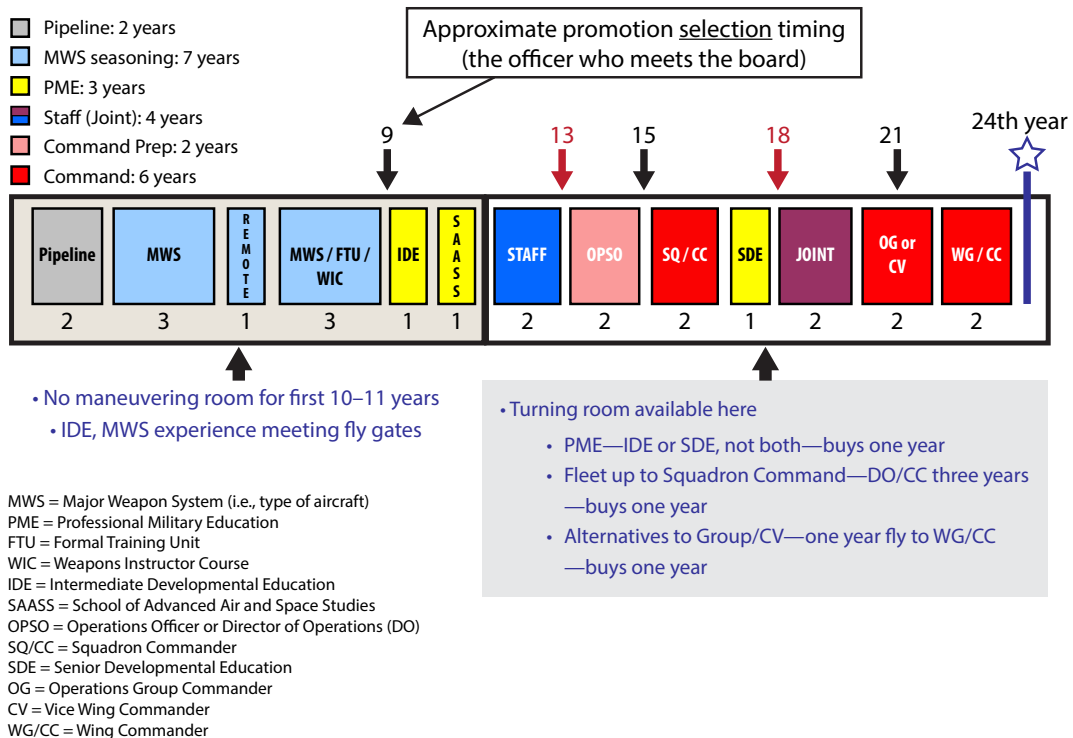 Pipeline: 2 years
MWS seasoning: 7 years
PME: 3 years
Staff (Joint): 4 years
Command Prep: 2 years
Command: 6 years
Approximate promotion selection timing
(the officer who meets the board)
9
13
15
18
21
24th year
Pipeline
MWS
REMOTE
MWS / FTU /
WIC
IDE
SAASS
STAFF
OPSO
SQ / CC
SDE
JOINT
OG or
CV
WG / CC
2
3
1
3
1
1
2
2
2
1
2
2
2
• No maneuvering room for first 10–11 years
• IDE, MWS experience meeting fly gates
• Turning room available here
• PME—IDE or SDE, not both—buys one year
• Fleet up to Squadron Command—DO/CC three years
—buys one year
• Alternatives to Group/CV—one year fly to WG/CC
—buys one year
MWS = Major Weapon System (i.e., type of aircraft)
PME = Professional Military Education
FTU = Formal Training Unit
WIC = Weapons Instructor Course
IDE = Intermediate Developmental Education
SAASS = School of Advanced Air and Space Studies
OPSO = Operations Officer or Director of Operations (DO)
SQ/CC = Squadron Commander
SDE = Senior Developmental Education
OG = Operations Group Commander
CV = Vice Wing Commander
WG/CC = Wing Commander